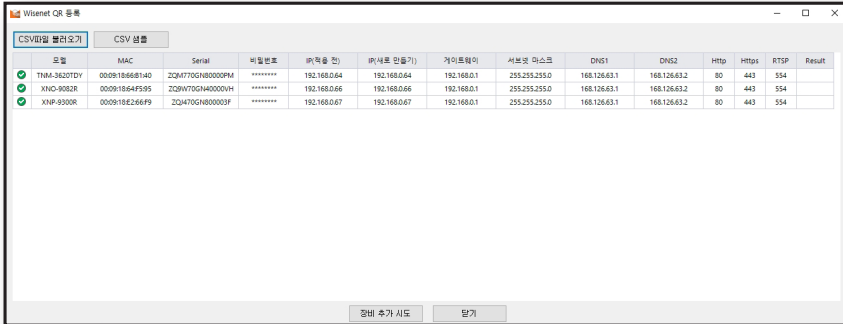 Wisenet QR 등록
CSV파일 불러오기 CSV 샘플
모델 MAC Serial 비밀번호 IP(적용 전) IP(새로 만들기) 게이트웨이 서브넷 마스크 DNS1 DNS2 Http Https RTSP Result
TNM-3620TDY 00:09:18:66:B1:40 ZQM770GN80000PM ******** 192.168.0.64 192.168.0.64 192.168.0.1 255.255.255.0 168.126.63.1 168.126.63.2 80 443 554
XNO-9082R 00:09:18:64:F5:95 ZQ9W70GN40000VH ******** 192.168.0.66 192.168.0.66 192.168.0.1 255.255.255.0 168.126.63.1 168.126.63.2 80 443 554
XNP-9300R 00:09:18:E2:66:F9 ZQJ470GN800003F ******** 192.168.0.67 192.168.0.67 192.168.0.1 255.255.255.0 168.126.63.1 168.126.63.2 80 443 554
장비 추가 시도 닫기